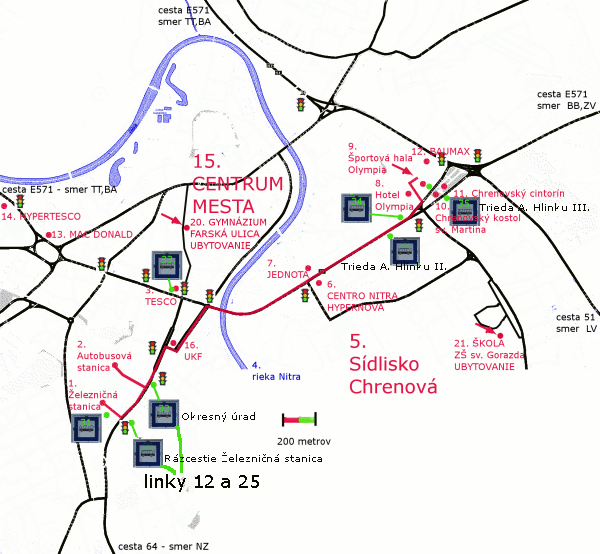 cesta E571
smer TT,BA
cesta E571
smer BB,ZV
9.
Športová hala
Olympia
12. BAUMAX
15.
CENTRUM
MESTA
8.
Hotel
Olympia
11. Chrenovský cintorín
cesta E571 - smer TT,BA
Trieda A. Hlinku III.
10.
Chrenovský kostol
sv. Martina
14. HYPERTESCO
20. GYMNÁZIUM
FARSKÁ ULICA
UBYTOVANIE
13. MAC DONALD
7.
JEDNOTA
Trieda A. Hlinku II.
6.
CENTRO NITRA
HYPERNOVA
3.
TESCO
cesta 51
smer LV
5.
Sídlisko
Chrenová
2.
Autobusová
stanica
16.
UKF
21. ŠKOLA
ZŠ sv. Gorazda
UBYTOVANIE
4.
rieka Nitra
1.
Železničná
stanica
Okresný úrad
200 metrov
Rázcestie Železničná stanica
linky 12 a 25
cesta 64 - smer NZ